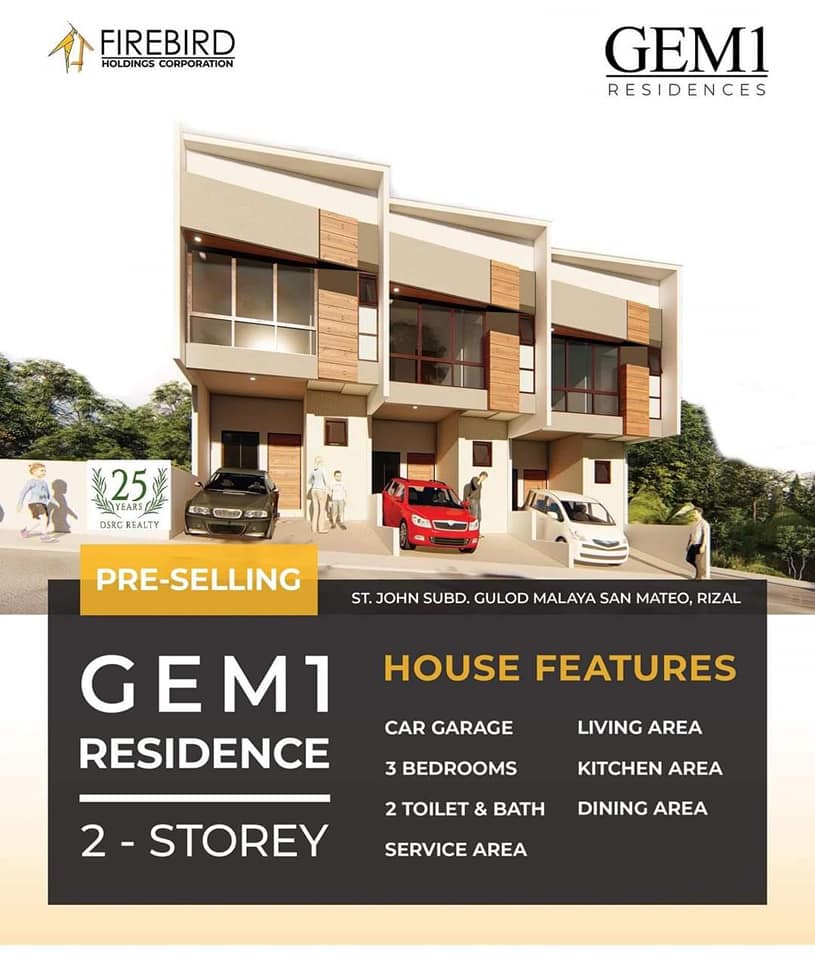 FIREBIRD
HOLDINGS CORPORATION
GEM1
RESIDENCES
25
YEARS
DSRG REALTY
PRE-SELLING
ST. JOHN SUBD. GULOD MALAYA SAN MATEO, RIZAL
GEM1
RESIDENCE
2 - STOREY
HOUSE FEATURES
CAR GARAGE
3 BEDROOMS
2 TOILET & BATH
SERVICE AREA
LIVING AREA
KITCHEN AREA
DINING AREA